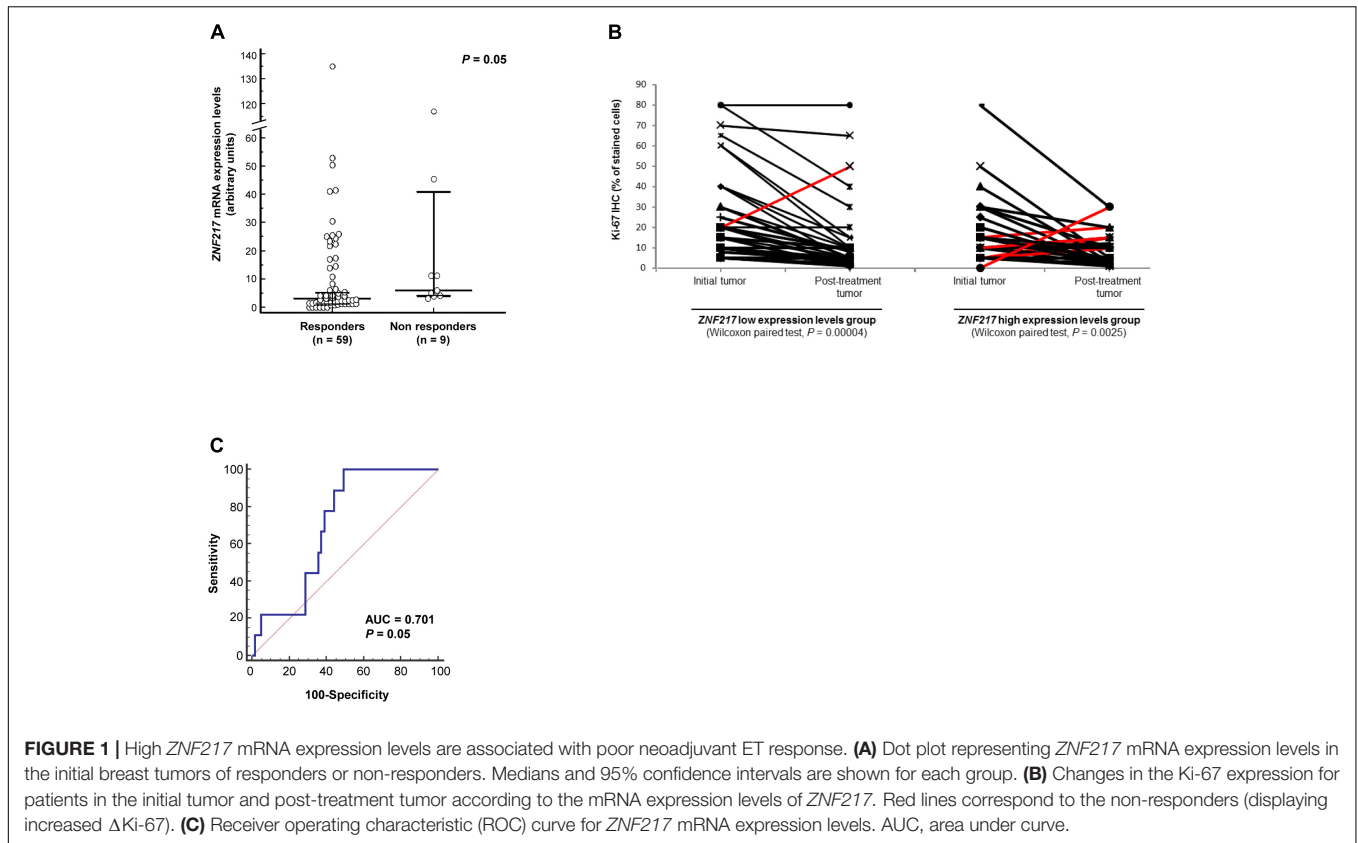 A
P = 0.05
ZNF217 mRNA expression levels
(arbitrary units)
140
130
120
60
50
40
30
20
10
0
Responders
(n = 59)
Non responders
(n = 9)
B
Ki-67 IHC (% of stained cells)
90
80
70
60
50
40
30
20
10
0
Initial tumor
Post-treatment
tumor
Initial tumor
Post-treatment
tumor
ZNF217 low expression levels group
(Wilcoxon paired test, P = 0.00004)
ZNF217 high expression levels group
(Wilcoxon paired test, P = 0.0025)
C
Sensitivity
100
80
60
40
20
0
AUC = 0.701
P = 0.05
0 20 40 60 80 100
100-Specificity
FIGURE 1 | High ZNF217 mRNA expression levels are associated with poor neoadjuvant ET response. (A) Dot plot representing ZNF217 mRNA expression levels in
the initial breast tumors of responders or non-responders. Medians and 95% confidence intervals are shown for each group. (B) Changes in the Ki-67 expression for
patients in the initial tumor and post-treatment tumor according to the mRNA expression levels of ZNF217. Red lines correspond to the non-responders (displaying
increased ΔKi-67). (C) Receiver operating characteristic (ROC) curve for ZNF217 mRNA expression levels. AUC, area under curve.